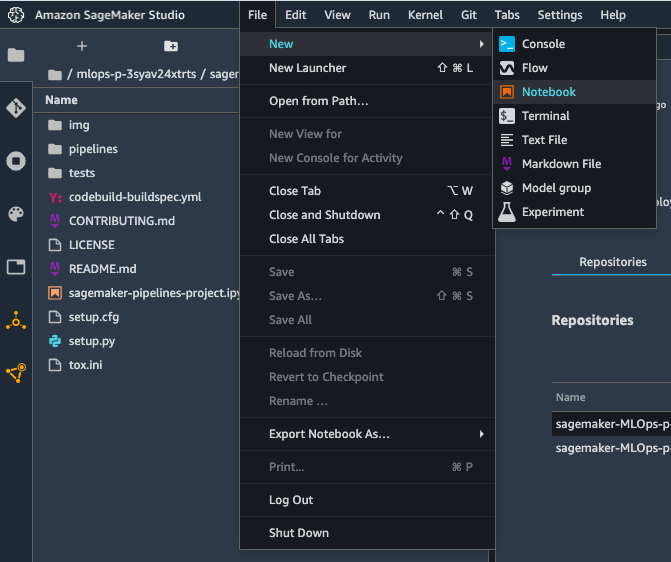 Amazon SageMaker Studio
File Edit View Run Kernel Git Tabs Settings Help
/ mlops-p-3syav24xtrts / sagem
Name
img
pipelines
tests
codebuild-buildspec.yml
CONTRIBUTING.md
LICENSE
README.md
sagemaker-pipelines-project.ipy
setup.cfg
setup.py
tox.ini
New
New Launcher ⇧ ⌘ L
Open from Path...
New View for
New Console for Activity
Close Tab ⌥ W
Close and Shutdown ^ ⇧ Q
Close All Tabs
Save ⌘ S
Save As... ⇧ ⌘ S
Save All
Reload from Disk
Revert to Checkpoint
Rename ...
Export Notebook As...
Print... ⌘ P
Log Out
Shut Down
Console
Flow
Notebook
Terminal
Text File
Markdown File
Model group
Experiment
go
ploy
Repositories
Repositories
Name
sagemaker-MLOps-p-
sagemaker-MLOps-p-